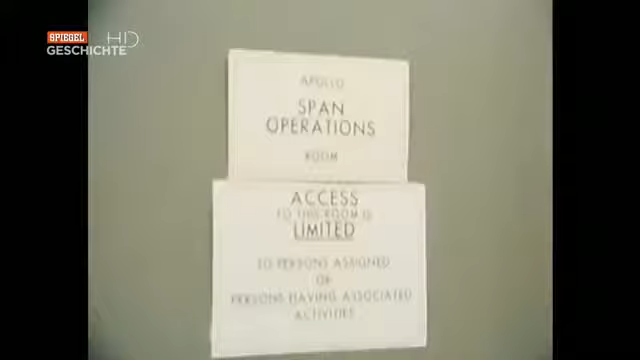 SPIEGEL
GESCHICHTE HD
APOLLO
SPAN
OPERATIONS
ROOM
ACCESS
TO THIS ROOM IS
LIMITED
TO PERSONS ASSIGNED
OR
PERSONS HAVING ASSOCIATED
ACTIVITIES